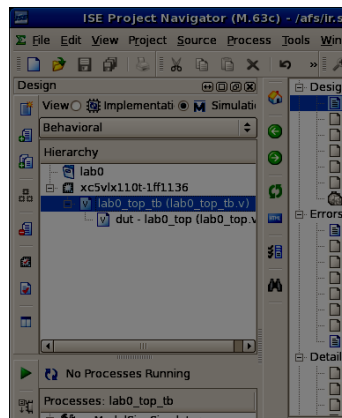 ISE Project Navigator (M.63c) - /afs/ir.s
File Edit View Project Source Process Tools Win
Design
View Implementati Simulati
Behavioral
Hierarchy
lab0
xc5vlx110t-1ff1136
lab0_top_tb (lab0_top_tb.v)
dut - lab0_top (lab0_top.v
No Processes Running
Processes: lab0_top_tb
Desig
Errors
Detail